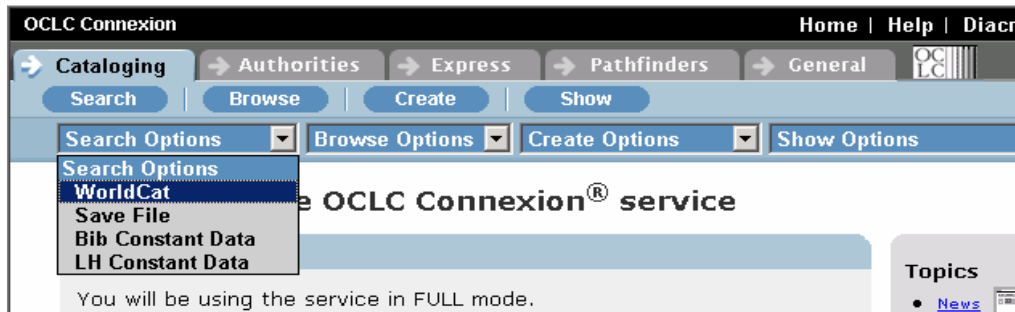 OCLC Connexion Home | Help |
Cataloging Authorities Express Pathfinders General OCLC
Search | Browse | Create | Show
Search Options Browse Options Create Options Show Options
Search Options
WorldCat
Save File
Bib Constant Data
LH Constant Data
OCLC Connexion® service
Topics
You will be using the service in FULL mode.
• News